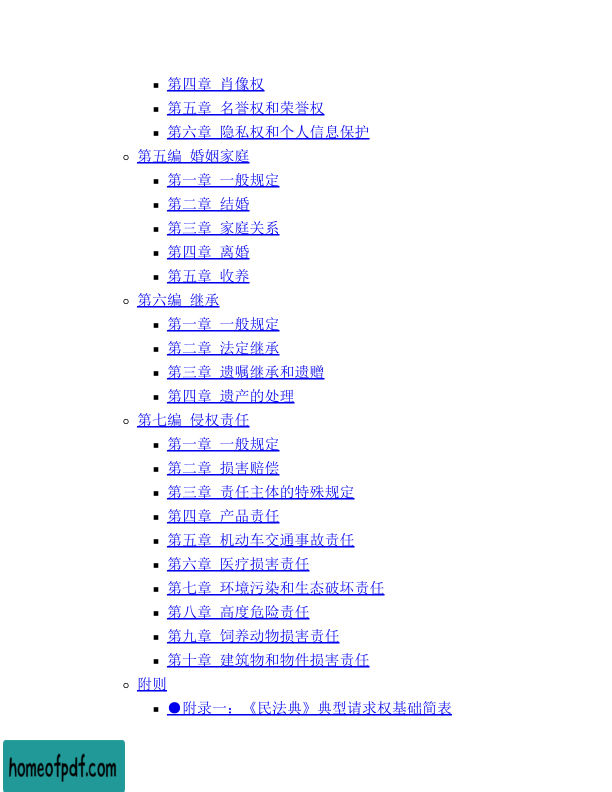 第四章 肖像权
第五章 名誉权和荣誉权
第六章 隐私权和个人信息保护
第五编 婚姻家庭
第一章 一般规定
第二章 结婚
第三章 家庭关系
第四章 离婚
第五章 收养
第六编 继承
第一章 一般规定
第二章 法定继承
第三章 遗嘱继承和遗赠
第四章 遗产的处理
第七编 侵权责任
第一章 一般规定
第二章 损害赔偿
第三章 责任主体的特殊规定
第四章 产品责任
第五章 机动车交通事故责任
第六章 医疗损害责任
第七章 环境污染和生态破坏责任
第八章 高度危险责任
第九章 饲养动物损害责任
第十章 建筑物和物件损害责任
附则
●附录一：《民法典》典型请求权基础简表
homeofpdf.com